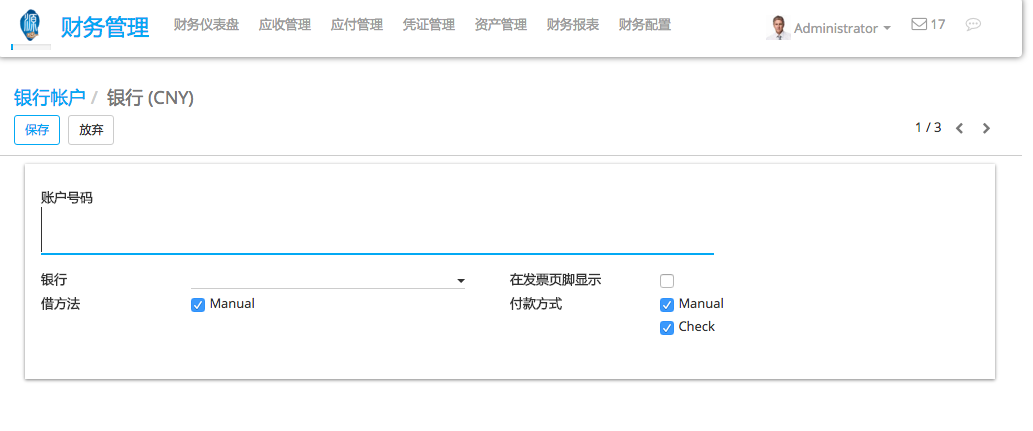 源
财务管理 财务仪表盘 应收管理 应付管理 凭证管理 资产管理 财务报表 财务配置 Administrator 17
银行帐户 / 银行 (CNY)
保存 放弃 1 / 3
账户号码
银行 在发票页脚显示
借方法 Manual 付款方式 Manual
Check